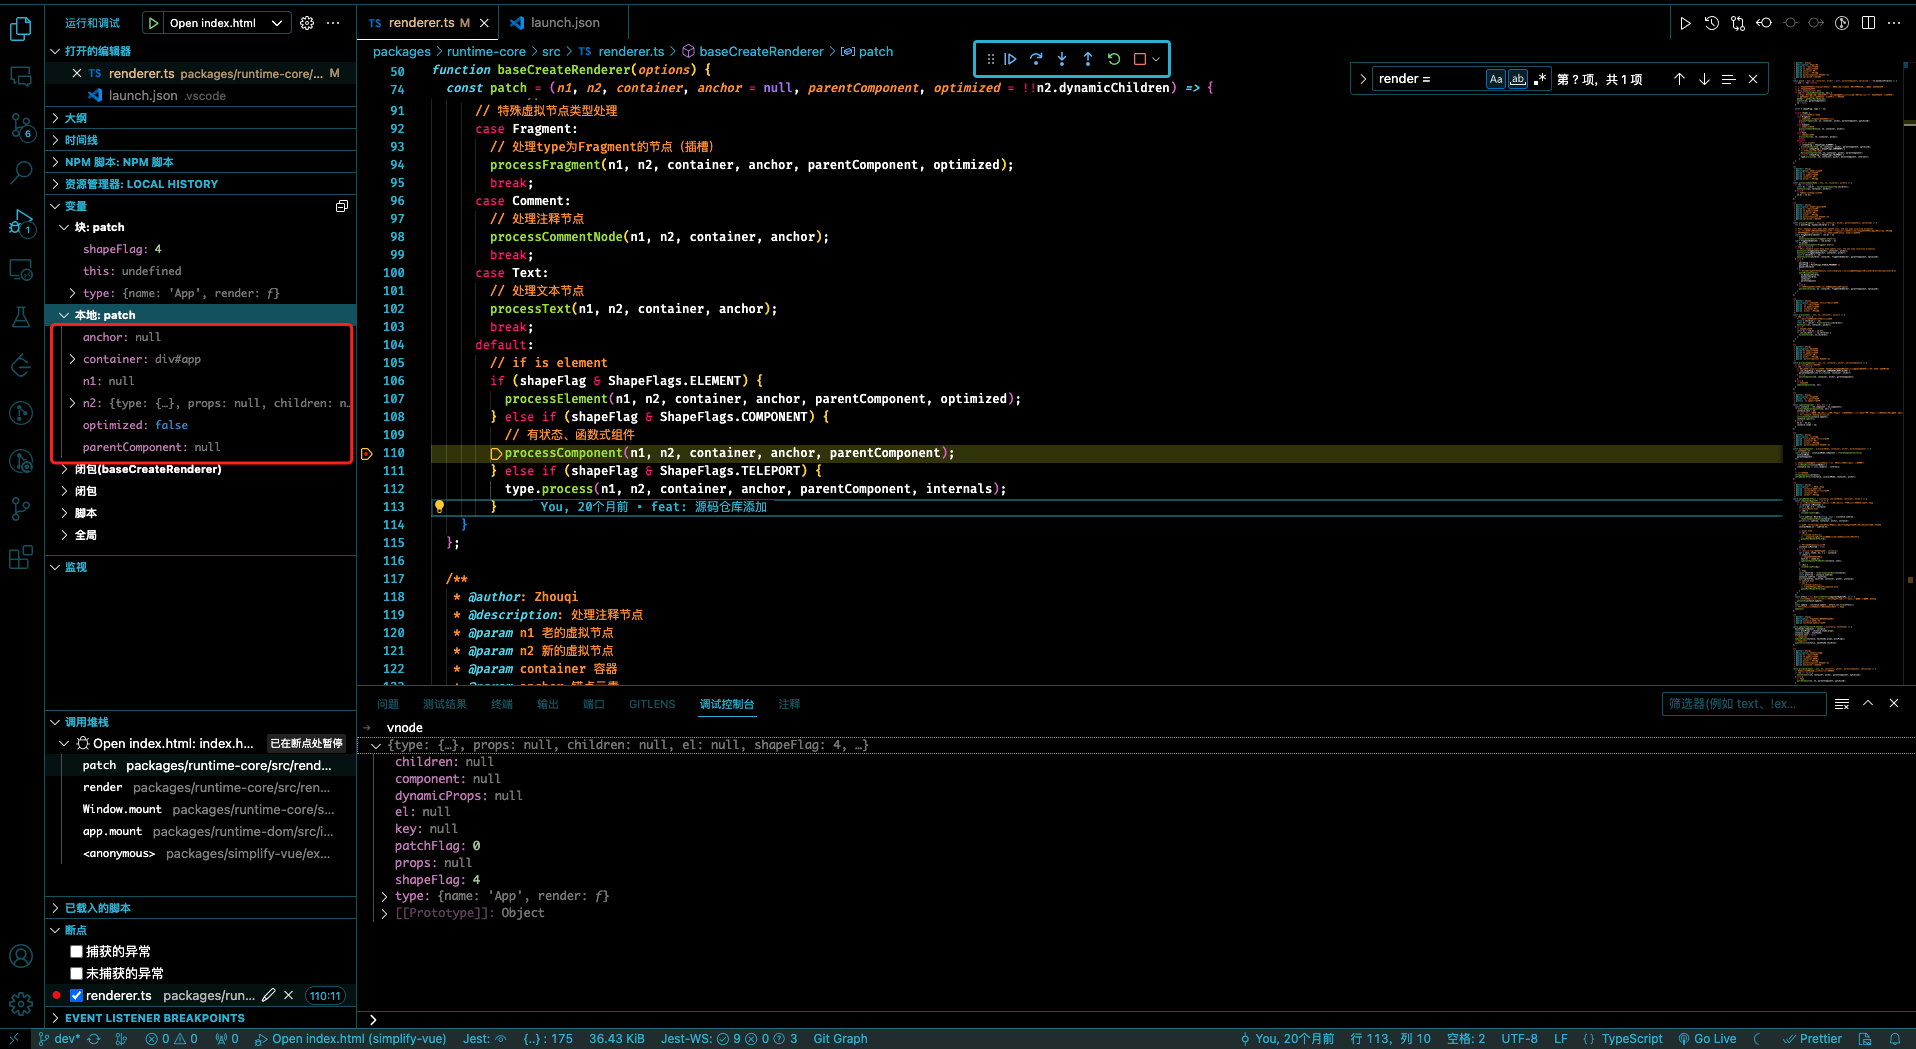 运行和调试
Open index.html
打开的编辑器
TS renderer.ts packages/runtime-core/... M
launch.json .vscode
大纲
时间线
NPM 脚本: NPM 脚本
资源管理器: LOCAL HISTORY
变量
块: patch
shapeFlag: 4
this: undefined
type: {name: 'App', render: ƒ}
本地: patch
anchor: null
container: div#app
n1: null
n2: {type: {…}, props: null, children: n…
optimized: false
parentComponent: null
闭包(baseCreateRenderer)
闭包
脚本
全局
监视
调用堆栈
Open index.html: index.h... 已在断点处暂停
patch packages/runtime-core/src/rend...
render packages/runtime-core/src/ren...
Window.mount packages/runtime-core/s...
app.mount packages/runtime-dom/src/i...
<anonymous> packages/simplify-vue/ex...
已载入的脚本
断点
捕获的异常
未捕获的异常
renderer.ts packages/run... 110:11
EVENT LISTENER BREAKPOINTS
TS renderer.ts M
launch.json
packages > runtime-core > src > TS renderer.ts > baseCreateRenderer > patch
render = Aa ab .* 第 ? 项，共 1 项
50 function baseCreateRenderer(options) {
74 const patch = (n1, n2, container, anchor = null, parentComponent, optimized = !!n2.dynamicChildren) => {
91 // 特殊虚拟节点类型处理
92 case Fragment:
93 // 处理type为Fragment的节点（插槽）
94 processFragment(n1, n2, container, anchor, parentComponent, optimized);
95 break;
96 case Comment:
97 // 处理注释节点
98 processCommentNode(n1, n2, container, anchor);
99 break;
100 case Text:
101 // 处理文本节点
102 processText(n1, n2, container, anchor);
103 break;
104 default:
105 // if is element
106 if (shapeFlag & ShapeFlags.ELEMENT) {
107 processElement(n1, n2, container, anchor, parentComponent, optimized);
108 } else if (shapeFlag & ShapeFlags.COMPONENT) {
109 // 有状态、函数式组件
110 processComponent(n1, n2, container, anchor, parentComponent);
111 } else if (shapeFlag & ShapeFlags.TELEPORT) {
112 type.process(n1, n2, container, anchor, parentComponent, internals);
113 } You, 20个月前 • feat: 源码仓库添加
114 }
115 };
116
117 /**
118 * @author: Zhouqi
119 * @description: 处理注释节点
120 * @param n1 老的虚拟节点
121 * @param n2 新的虚拟节点
122 * @param container 容器
问题 测试结果 终端 输出 端口 GITLENS 调试控制台 注释
筛选器(例如 text、!ex...
vnode
{type: {…}, props: null, children: null, el: null, shapeFlag: 4, …}
children: null
component: null
dynamicProps: null
el: null
key: null
patchFlag: 0
props: null
shapeFlag: 4
type: {name: 'App', render: ƒ}
[[Prototype]]: Object
6
1
dev* 0 0 0 Open index.html (simplify-vue) Jest: {..} : 175 36.43 KiB Jest-WS: 9 0 3 Git Graph
You, 20个月前 行 113，列 10 空格: 2 UTF-8 LF {} TypeScript Go Live Prettier